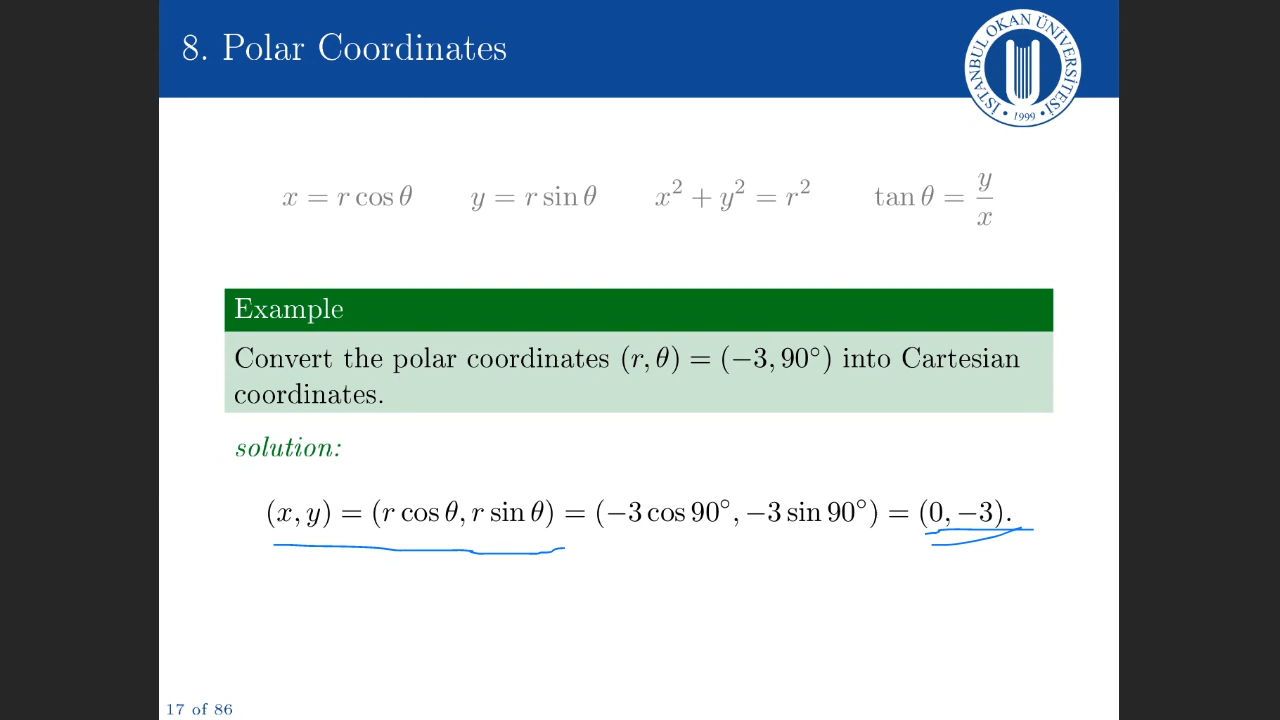 8. Polar Coordinates
İSTANBUL OKAN ÜNİVERSİTESİ
• 1999 •
x = r cos θ y = r sin θ x² + y² = r² tan θ = y/x
Example
Convert the polar coordinates (r, θ) = (−3, 90°) into Cartesian
coordinates.
solution:
(x, y) = (r cos θ, r sin θ) = (−3 cos 90°, −3 sin 90°) = (0, −3).
17 of 86